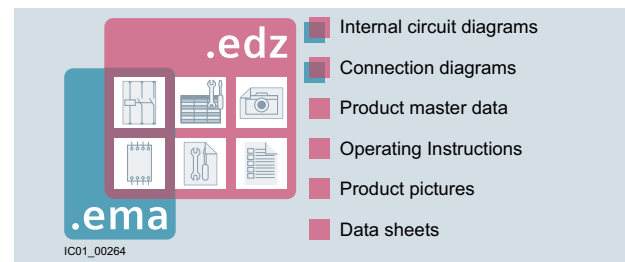 .edz
.ema
IC01_00264
Internal circuit diagrams
Connection diagrams
Product master data
Operating Instructions
Product pictures
Data sheets